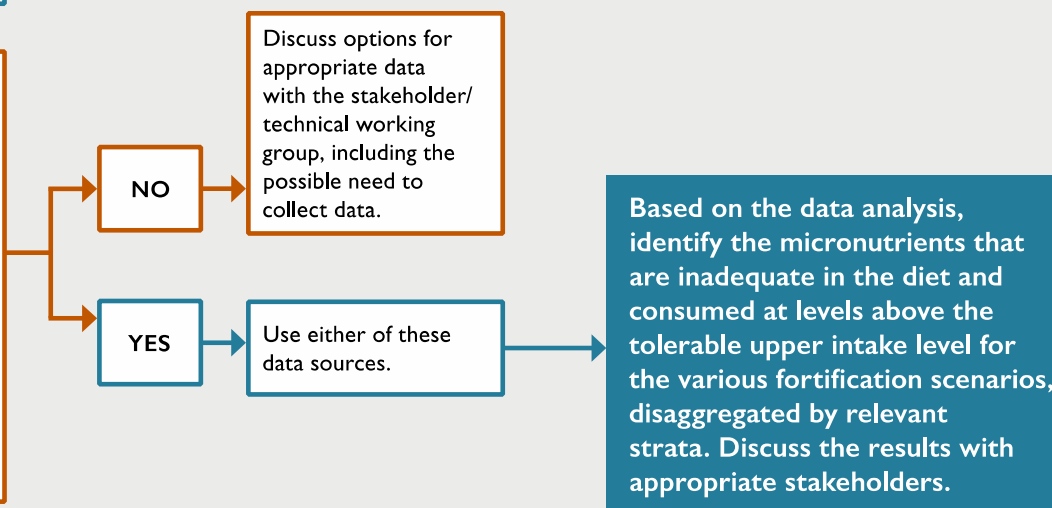 Discuss options for
appropriate data
with the stakeholder/
technical working
group, including the
possible need to
collect data.
NO
YES
Use either of these
data sources.
Based on the data analysis,
identify the micronutrients that
are inadequate in the diet and
consumed at levels above the
tolerable upper intake level for
the various fortification scenarios,
disaggregated by relevant
strata. Discuss the results with
appropriate stakeholders.